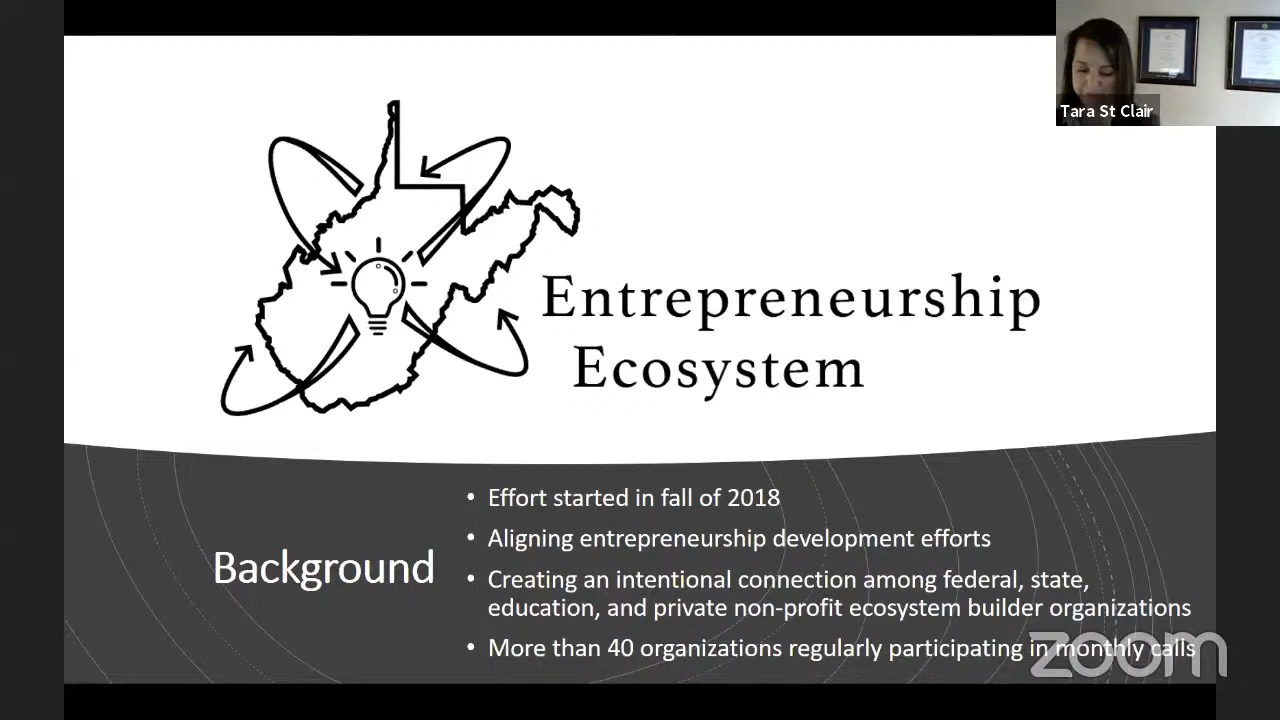 Tara St Clair
Entrepreneurship
Ecosystem
Background
• Effort started in fall of 2018
• Aligning entrepreneurship development efforts
• Creating an intentional connection among federal, state,
education, and private non-profit ecosystem builder organizations
• More than 40 organizations regularly participating in monthly calls
zoom